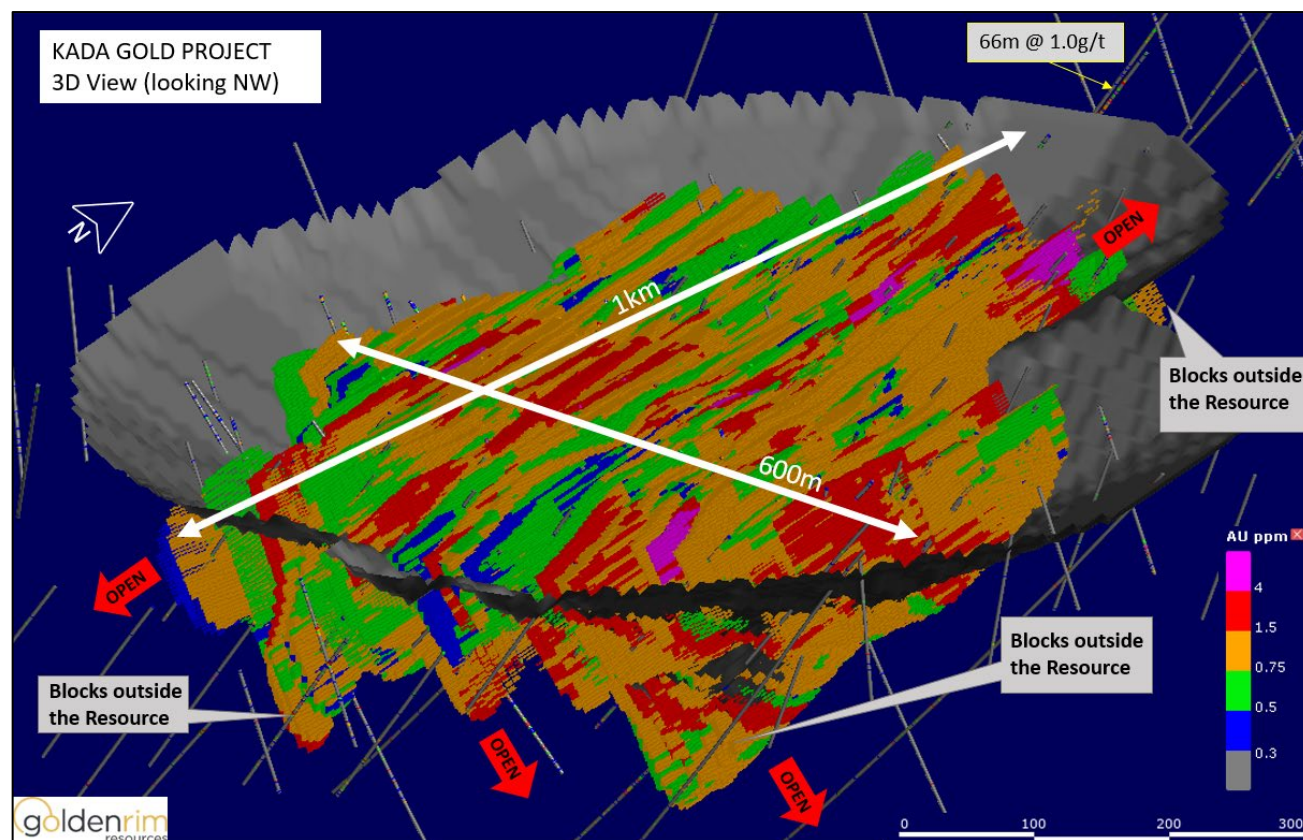 KADA GOLD PROJECT
3D View (looking NW)
66m @ 1.0g/t
N
OPEN
1km
Blocks outside
the Resource
600m
OPEN
AU ppm
4
1.5
0.75
0.5
0.3
Blocks outside
the Resource
Blocks outside
the Resource
OPEN
OPEN
goldenrim
resources
0 100 200 300